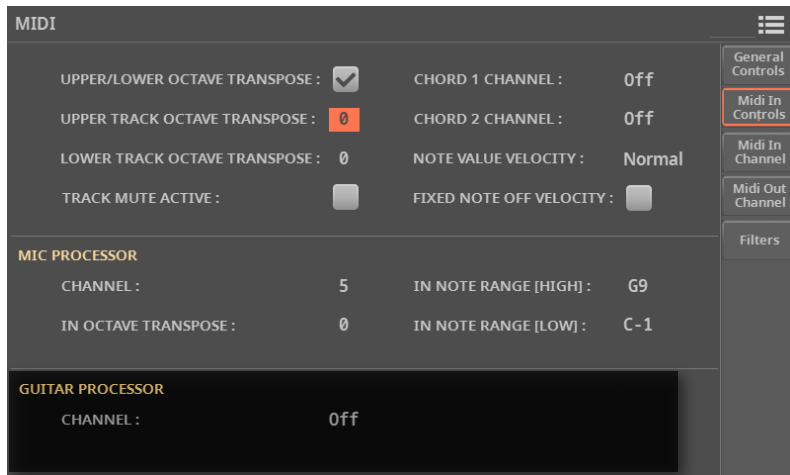 MIDI
UPPER/LOWER OCTAVE TRANSPOSE :
CHORD 1 CHANNEL : Off
UPPER TRACK OCTAVE TRANSPOSE : 0
CHORD 2 CHANNEL : Off
LOWER TRACK OCTAVE TRANSPOSE : 0
NOTE VALUE VELOCITY : Normal
TRACK MUTE ACTIVE :
FIXED NOTE OFF VELOCITY :
MIC PROCESSOR
CHANNEL : 5
IN NOTE RANGE [HIGH] : G9
IN OCTAVE TRANSPOSE : 0
IN NOTE RANGE [LOW] : C-1
GUITAR PROCESSOR
CHANNEL : Off
General
Controls
Midi In
Controls
Midi In
Channel
Midi Out
Channel
Filters